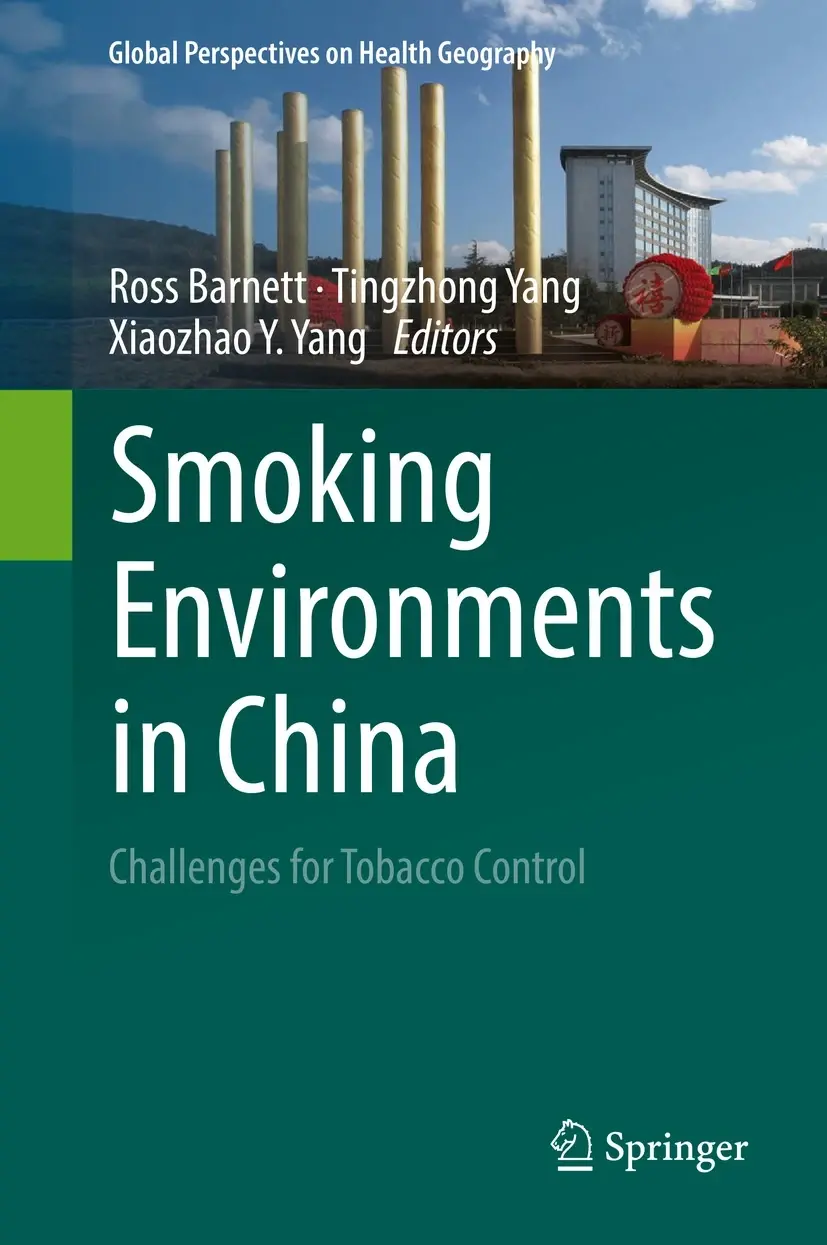 Global Perspectives on Health Geography
Ross Barnett · Tingzhong Yang
Xiaozhao Y. Yang Editors
Smoking
Environments
in China
Challenges for Tobacco Control
禧
Springer